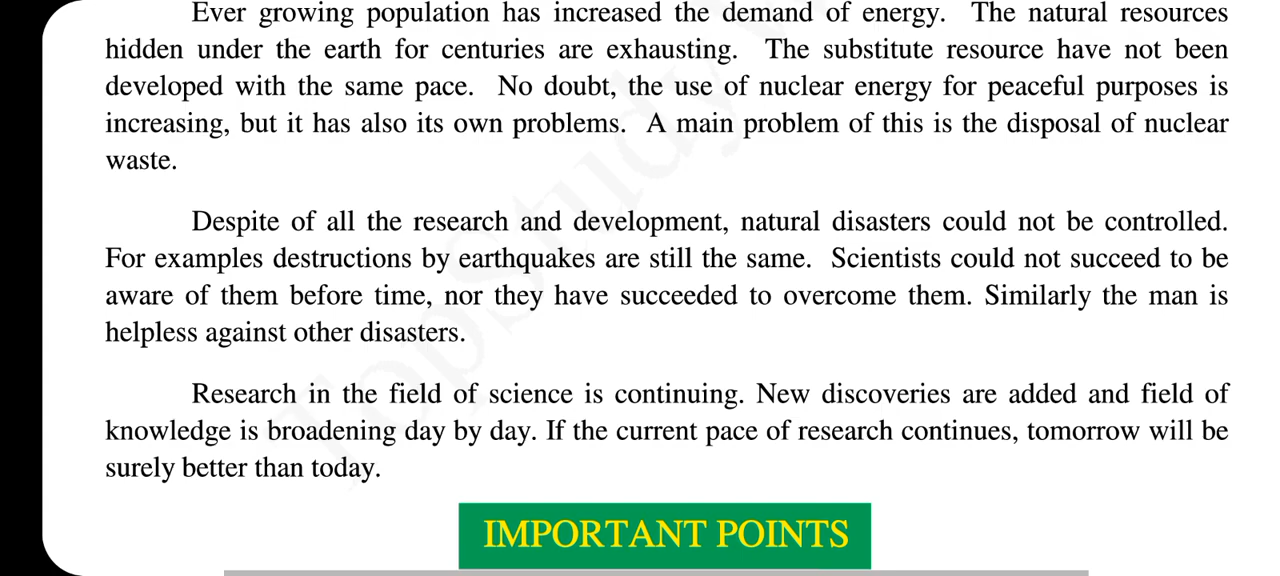 Ever growing population has increased the demand of energy. The natural resources
hidden under the earth for centuries are exhausting. The substitute resource have not been
developed with the same pace. No doubt, the use of nuclear energy for peaceful purposes is
increasing, but it has also its own problems. A main problem of this is the disposal of nuclear
waste.
Despite of all the research and development, natural disasters could not be controlled.
For examples destructions by earthquakes are still the same. Scientists could not succeed to be
aware of them before time, nor they have succeeded to overcome them. Similarly the man is
helpless against other disasters.
Research in the field of science is continuing. New discoveries are added and field of
knowledge is broadening day by day. If the current pace of research continues, tomorrow will be
surely better than today.
IMPORTANT POINTS
Topstudy